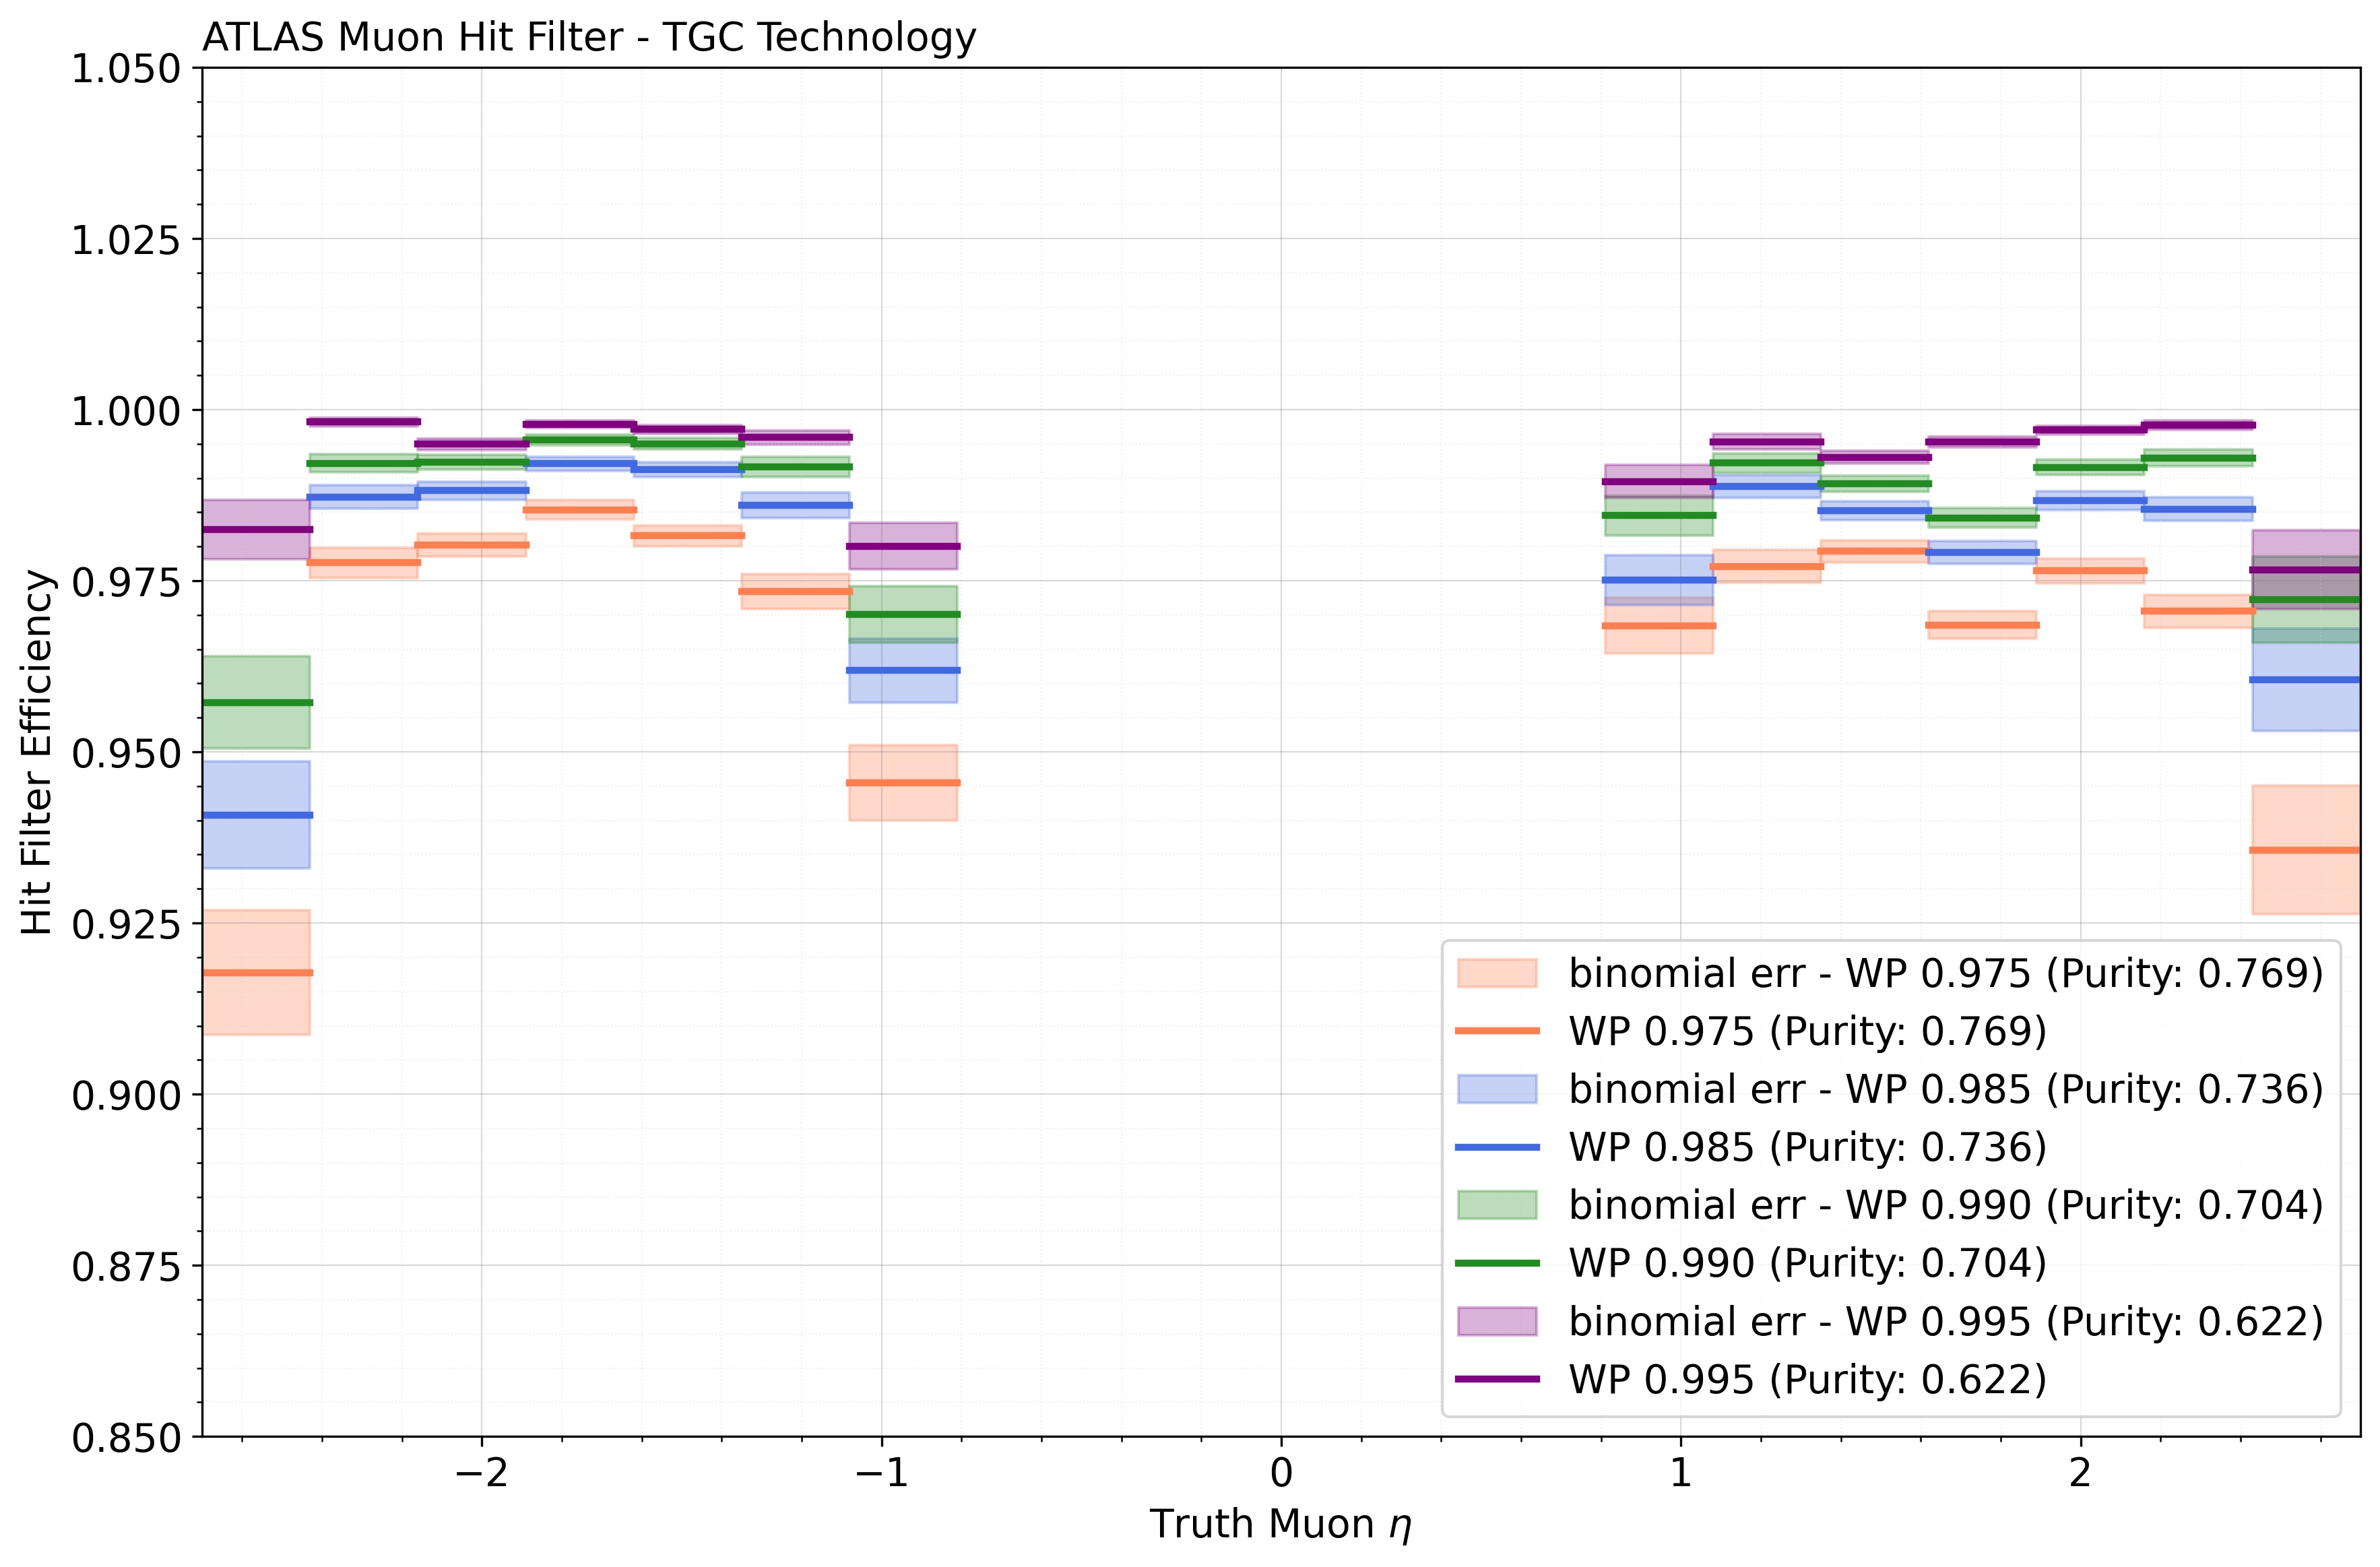 ATLAS Muon Hit Filter - TGC Technology
1.050
1.025
1.000
0.975
0.950
0.925
0.900
0.875
0.850
Hit Filter Efficiency
binomial err - WP 0.975 (Purity: 0.769)
WP 0.975 (Purity: 0.769)
binomial err - WP 0.985 (Purity: 0.736)
WP 0.985 (Purity: 0.736)
binomial err - WP 0.990 (Purity: 0.704)
WP 0.990 (Purity: 0.704)
binomial err - WP 0.995 (Purity: 0.622)
WP 0.995 (Purity: 0.622)
−2 −1 0 1 2
Truth Muon η